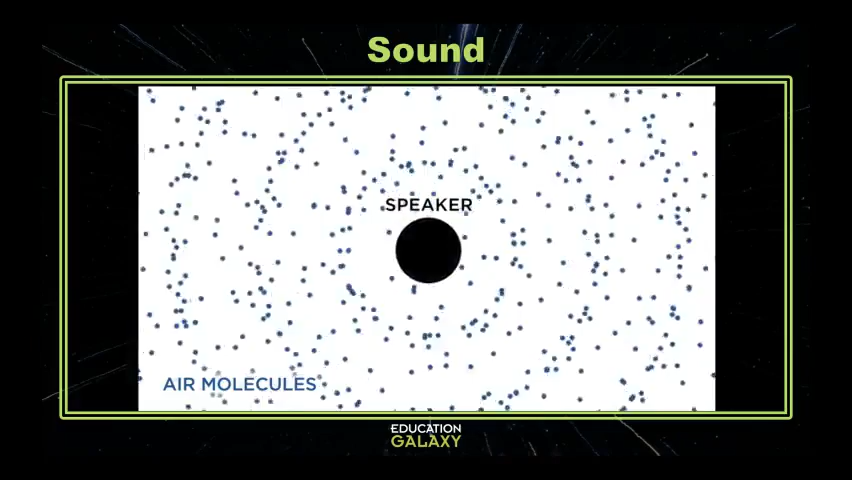 Sound
SPEAKER
AIR MOLECULES
EDUCATION
GALAXY